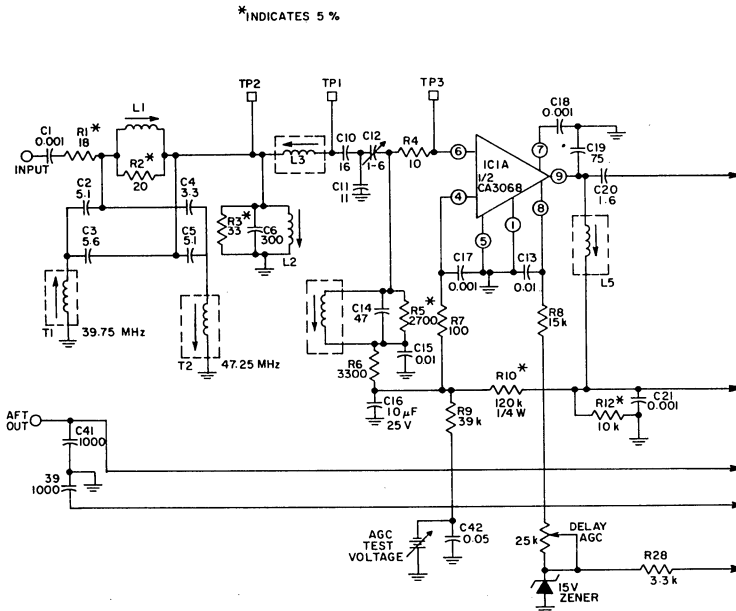 *INDICATES 5 %
TP2
TP1
TP3
L1
C1
0.001
R1*
18
R2*
20
INPUT
C2
5.1
C4
3.3
C3
5.6
C5
5.1
T1
39.75 MHz
T2
47.25 MHz
R3*
33
C6
300
L2
L3
C10
16
C12
1-6
C11
11
R4
10
6
4
IC1A
1/2
CA3068
5
1
7
8
9
C18
0.001
C19
75
C20
1.6
L5
C17
0.001
C13
0.01
C14
47
R5
2700
C15
0.01
R6
3300
*
R7
100
R8
15k
C16
10µF
25V
R9
39k
R10*
120k
1/4 W
R12*
10k
C21
0.001
AFT
OUT
C41
1000
39
1000
AGC
TEST
VOLTAGE
C42
0.05
25k
DELAY
AGC
15V
ZENER
R28
3.3k